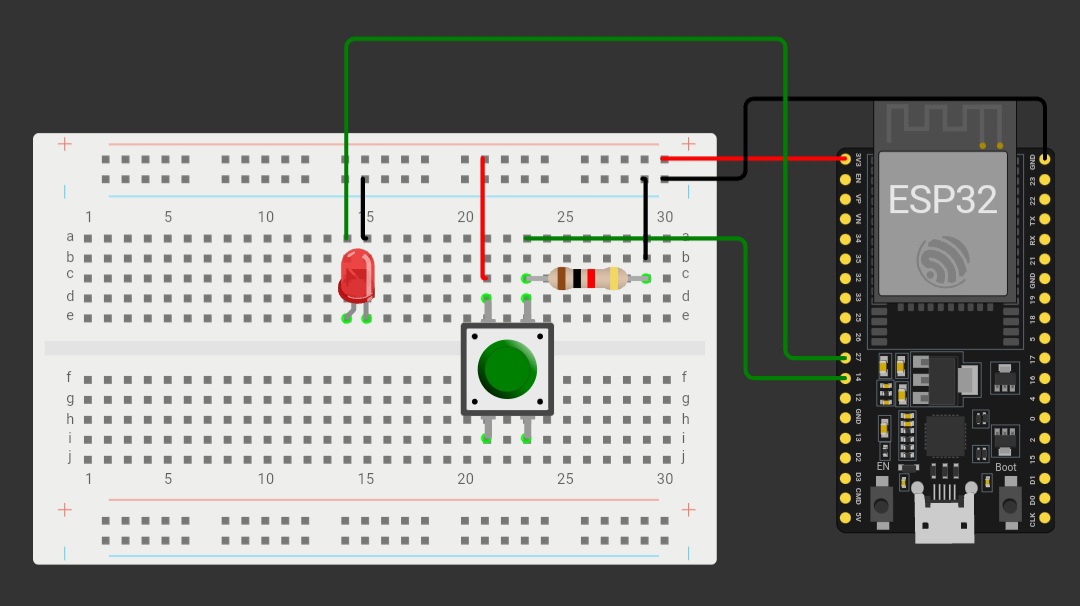 + +
1 5 10 15 20 25 30
a a
b b
c c
d d
e e
f f
g g
h h
i i
j j
1 5 10 15 20 25 30
+ +
ESP32
3V3
EN
VP
VN
34
35
32
33
25
26
27
14
12
GND
13
D2
D3
CMD
5V
GND
23
22
TX
RX
21
GND
19
18
5
17
16
4
0
2
15
D1
D0
CLK
EN
Boot